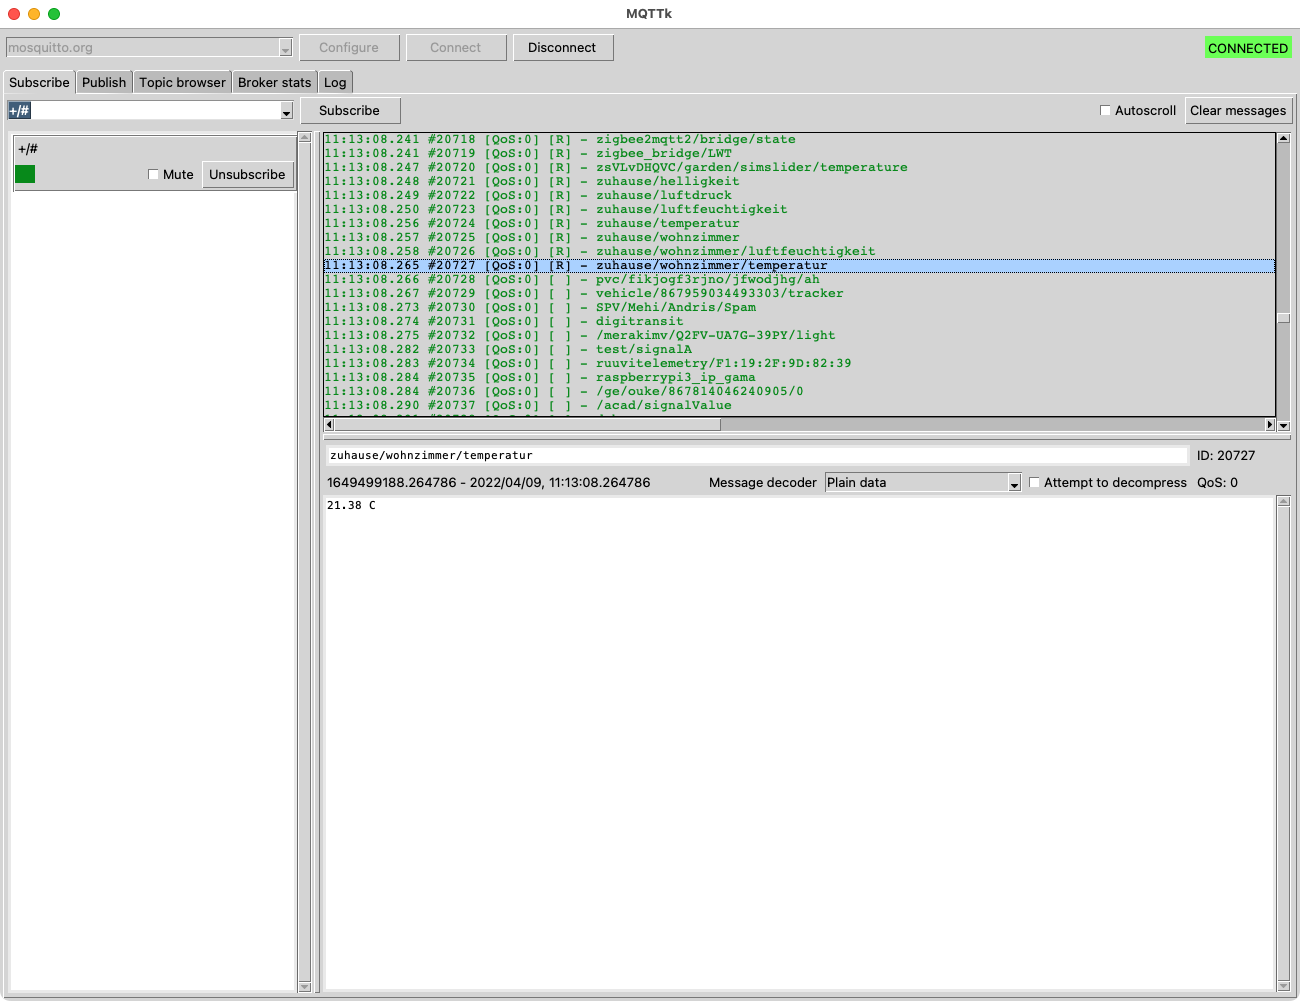 MQTTk
mosquitto.org Configure Connect Disconnect CONNECTED
Subscribe Publish Topic browser Broker stats Log
+/# Subscribe Autoscroll Clear messages
+/#
Mute Unsubscribe
11:13:08.241 #20718 [QoS:0] [R] - zigbee2mqtt2/bridge/state
11:13:08.241 #20719 [QoS:0] [R] - zigbee_bridge/LWT
11:13:08.247 #20720 [QoS:0] [R] - zsVLvDHQVC/garden/simslider/temperature
11:13:08.248 #20721 [QoS:0] [R] - zuhause/helligkeit
11:13:08.249 #20722 [QoS:0] [R] - zuhause/luftdruck
11:13:08.250 #20723 [QoS:0] [R] - zuhause/luftfeuchtigkeit
11:13:08.256 #20724 [QoS:0] [R] - zuhause/temperatur
11:13:08.257 #20725 [QoS:0] [R] - zuhause/wohnzimmer
11:13:08.258 #20726 [QoS:0] [R] - zuhause/wohnzimmer/luftfeuchtigkeit
11:13:08.265 #20727 [QoS:0] [R] - zuhause/wohnzimmer/temperatur
11:13:08.266 #20728 [QoS:0] [ ] - pvc/fikjogf3rjno/jfwodjhg/ah
11:13:08.267 #20729 [QoS:0] [ ] - vehicle/867959034493303/tracker
11:13:08.273 #20730 [QoS:0] [ ] - SPV/Mehi/Andris/Spam
11:13:08.274 #20731 [QoS:0] [ ] - digitransit
11:13:08.275 #20732 [QoS:0] [ ] - /merakimv/Q2FV-UA7G-39PY/light
11:13:08.282 #20733 [QoS:0] [ ] - test/signalA
11:13:08.283 #20734 [QoS:0] [ ] - ruuvitelemetry/F1:19:2F:9D:82:39
11:13:08.284 #20735 [QoS:0] [ ] - raspberrypi3_ip_gama
11:13:08.284 #20736 [QoS:0] [ ] - /ge/ouke/867814046240905/0
11:13:08.290 #20737 [QoS:0] [ ] - /acad/signalValue
zuhause/wohnzimmer/temperatur ID: 20727
1649499188.264786 - 2022/04/09, 11:13:08.264786 Message decoder Plain data Attempt to decompress QoS: 0
21.38 C